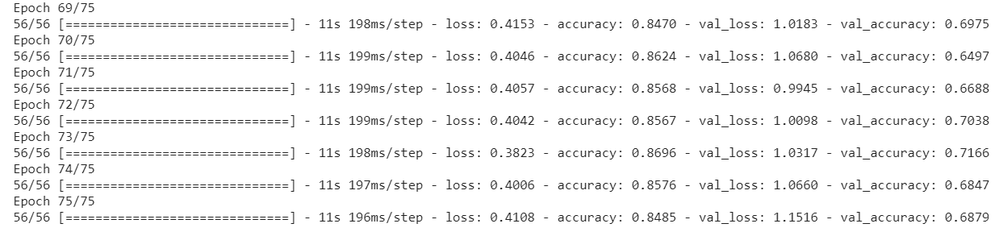 Epoch 69/75
56/56 [==============================] - 11s 198ms/step - loss: 0.4153 - accuracy: 0.8470 - val_loss: 1.0183 - val_accuracy: 0.6975
Epoch 70/75
56/56 [==============================] - 11s 199ms/step - loss: 0.4046 - accuracy: 0.8624 - val_loss: 1.0680 - val_accuracy: 0.6497
Epoch 71/75
56/56 [==============================] - 11s 199ms/step - loss: 0.4057 - accuracy: 0.8568 - val_loss: 0.9945 - val_accuracy: 0.6688
Epoch 72/75
56/56 [==============================] - 11s 199ms/step - loss: 0.4042 - accuracy: 0.8567 - val_loss: 1.0098 - val_accuracy: 0.7038
Epoch 73/75
56/56 [==============================] - 11s 198ms/step - loss: 0.3823 - accuracy: 0.8696 - val_loss: 1.0317 - val_accuracy: 0.7166
Epoch 74/75
56/56 [==============================] - 11s 197ms/step - loss: 0.4006 - accuracy: 0.8576 - val_loss: 1.0660 - val_accuracy: 0.6847
Epoch 75/75
56/56 [==============================] - 11s 196ms/step - loss: 0.4108 - accuracy: 0.8485 - val_loss: 1.1516 - val_accuracy: 0.6879